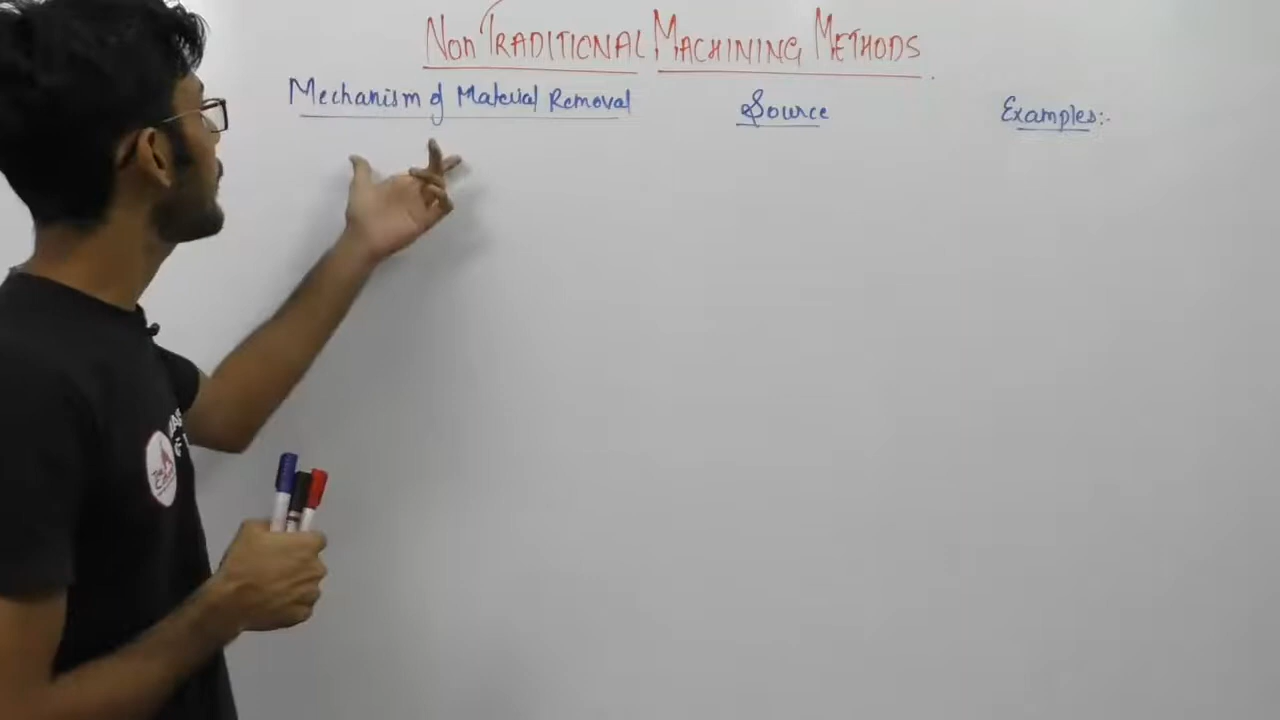 Non TRADITIONAL MACHINING METHODS
Mechanism of Material Removal
Source
Examples:-